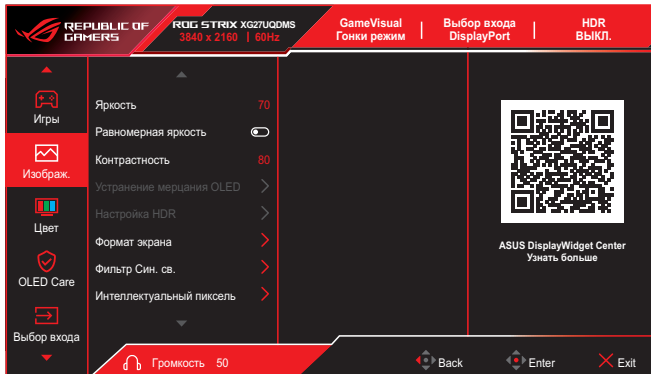 REPUBLIC OF
GAMERS
ROG STRIX XG27UQDMS
3840 x 2160 | 60Hz
GameVisual
Гонки режим
Выбор входа
DisplayPort
HDR
ВЫКЛ.
Игры
Изображ.
Цвет
OLED Care
Выбор входа
Яркость 70
Равномерная яркость
Контрастность 80
Устранение мерцания OLED
Настройка HDR
Формат экрана
Фильтр Син. св.
Интеллектуальный пиксель
ASUS DisplayWidget Center
Узнать больше
Громкость 50
Back
Enter
Exit